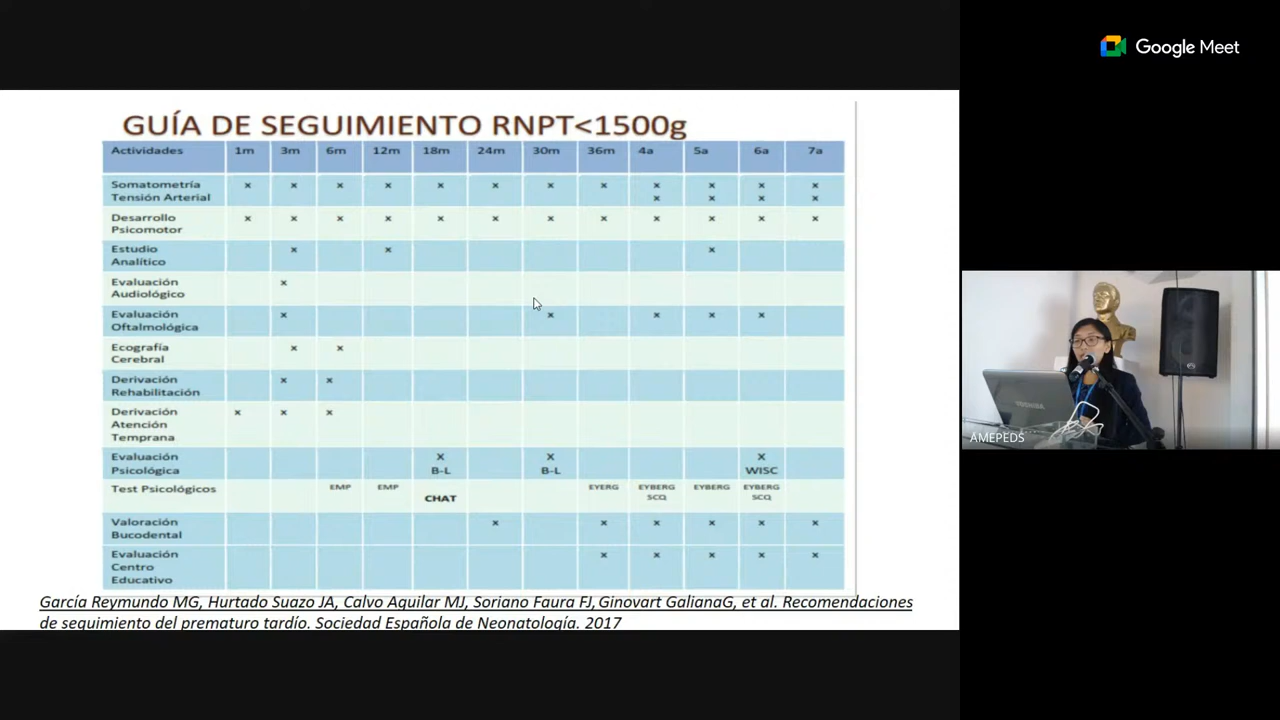 Google Meet
GUÍA DE SEGUIMIENTO RNPT<1500g
Actividades 1m 3m 6m 12m 18m 24m 30m 36m 4a 5a 6a 7a
Somatometría x x x x x x x x x x x x
Tensión Arterial x x x x
Desarrollo x x x x x x x x x x x x
Psicomotor
Estudio x x x
Analítico
Evaluación x
Audiológico
Evaluación x x x x x
Oftalmológica
Ecografía x x
Cerebral
Derivación x x
Rehabilitación
Derivación x x x
Atención
Temprana
Evaluación x x x
Psicológica B-L B-L WISC
Test Psicológicos EMP EMP CHAT EYERG EYBERG EYBERG EYBERG
SCQ SCQ
Valoración x x x x x x
Bucodental
Evaluación x x x x x
Centro
Educativo
García Reymundo MG, Hurtado Suazo JA, Calvo Aguilar MJ, Soriano Faura FJ, Ginovart GalianaG, et al. Recomendaciones
de seguimiento del prematuro tardío. Sociedad Española de Neonatología. 2017
TOSHIBA
AMEPEDS